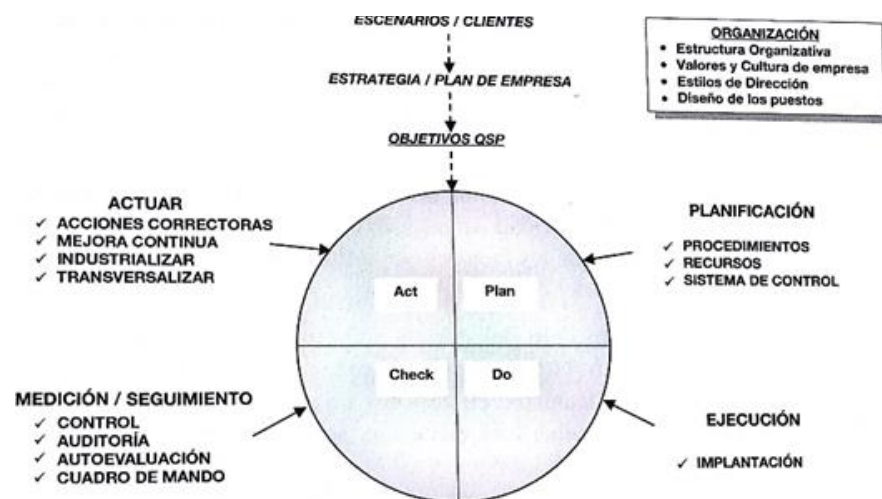 ESCENARIOS / CLIENTES
ESTRATEGIA / PLAN DE EMPRESA
OBJETIVOS QSP
ORGANIZACIÓN
• Estructura Organizativa
• Valores y Cultura de empresa
• Estilos de Dirección
• Diseño de los puestos
ACTUAR
✓ ACCIONES CORRECTORAS
✓ MEJORA CONTINUA
✓ INDUSTRIALIZAR
✓ TRANSVERSALIZAR
PLANIFICACIÓN
✓ PROCEDIMIENTOS
✓ RECURSOS
✓ SISTEMA DE CONTROL
Act
Plan
Check
Do
MEDICIÓN / SEGUIMIENTO
✓ CONTROL
✓ AUDITORÍA
✓ AUTOEVALUACIÓN
✓ CUADRO DE MANDO
EJECUCIÓN
✓ IMPLANTACIÓN